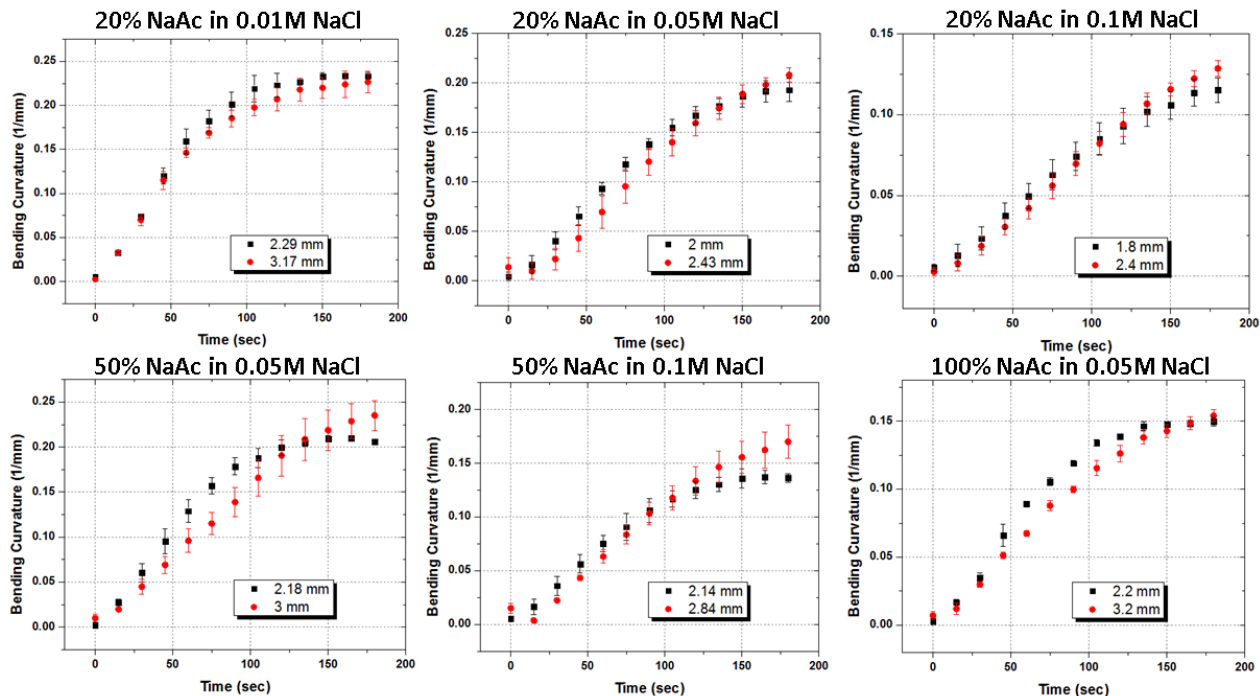 20% NaAc in 0.01M NaCl
20% NaAc in 0.05M NaCl
20% NaAc in 0.1M NaCl
Bending Curvature (1/mm)
0.25
0.20
0.15
0.10
0.05
0.00
2.29 mm
3.17 mm
0
50
100
150
200
Time (sec)
Bending Curvature (1/mm)
0.25
0.20
0.15
0.10
0.05
0.00
2 mm
2.43 mm
0
50
100
150
200
Time (sec)
Bending Curvature (1/mm)
0.15
0.10
0.05
0.00
1.8 mm
2.4 mm
0
50
100
150
200
Time (sec)
50% NaAc in 0.05M NaCl
50% NaAc in 0.1M NaCl
100% NaAc in 0.05M NaCl
Bending Curvature (1/mm)
0.25
0.20
0.15
0.10
0.05
0.00
2.18 mm
3 mm
0
50
100
150
200
Time (sec)
Bending Curvature (1/mm)
0.20
0.15
0.10
0.05
0.00
2.14 mm
2.84 mm
0
50
100
150
200
Time (sec)
Bending Curvature (1/mm)
0.15
0.10
0.05
0.00
2.2 mm
3.2 mm
0
50
100
150
200
Time (sec)